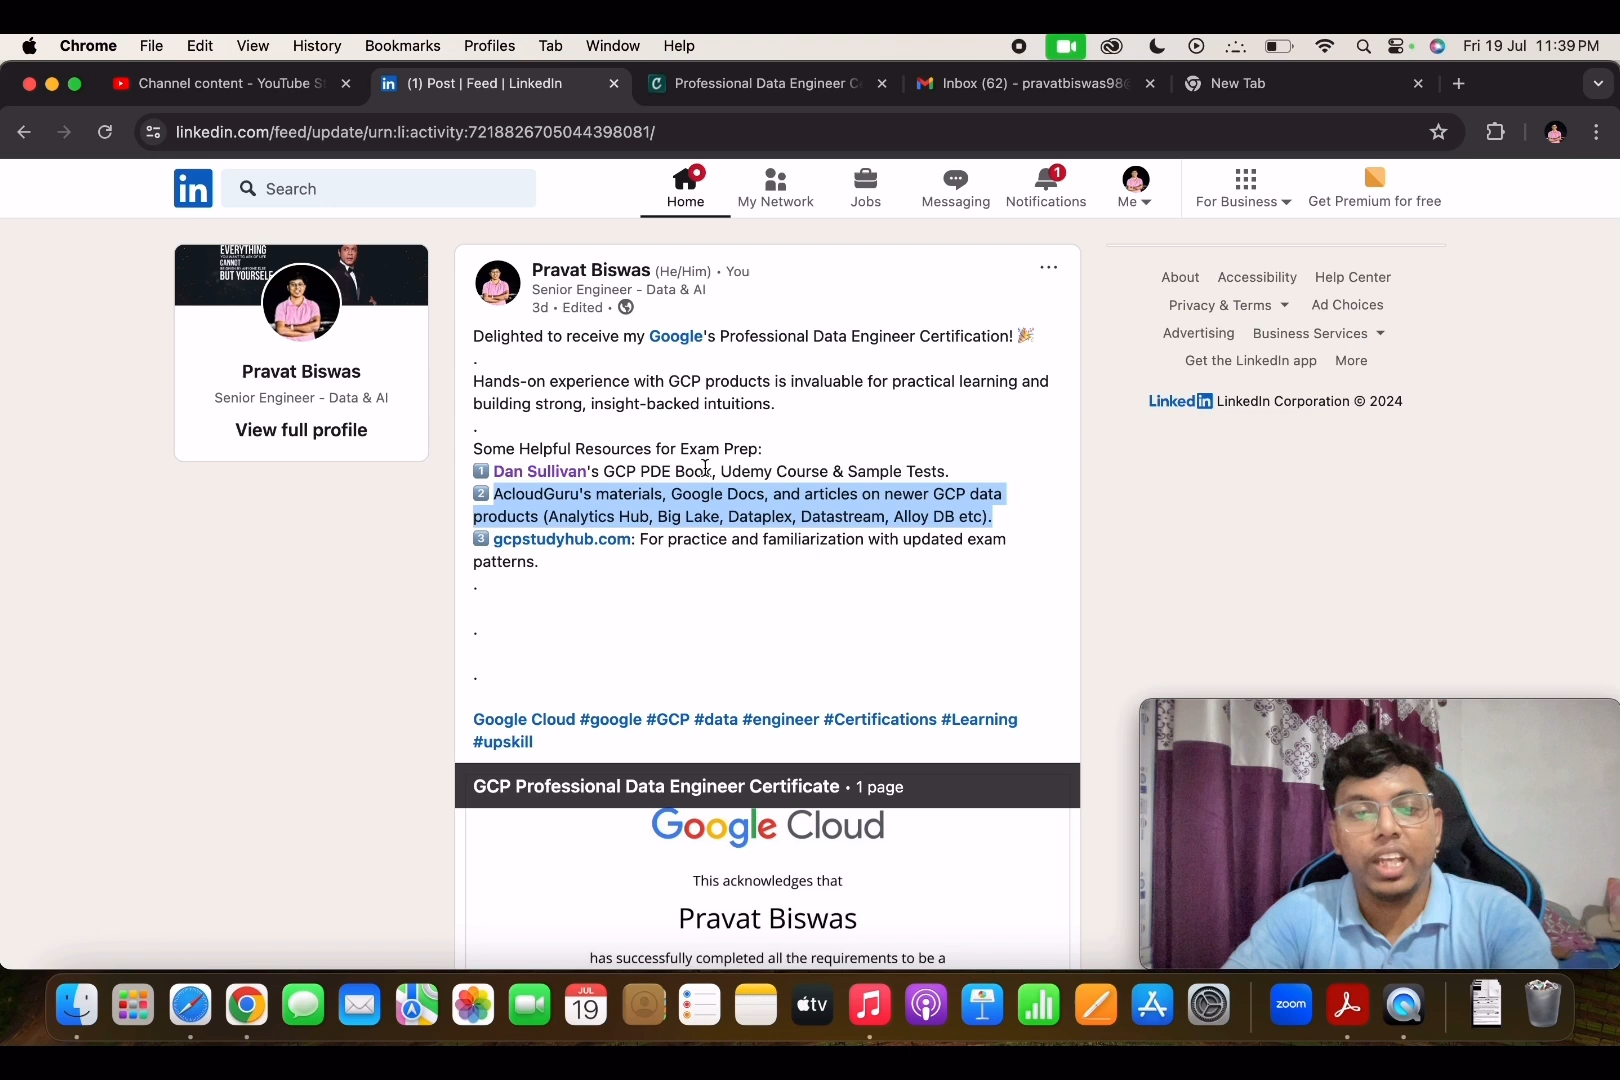 Chrome File Edit View History Bookmarks Profiles Tab Window Help Fri 19 Jul 11:39 PM
Channel content - YouTube S (1) Post | Feed | LinkedIn Professional Data Engineer C Inbox (62) - pravatbiswas98 New Tab
linkedin.com/feed/update/urn:li:activity:7218826705044398081/
in Search Home My Network Jobs Messaging 1 Notifications Me For Business Get Premium for free
EVERYTHING
CANNOT
BUT YOURSELF
Pravat Biswas
Senior Engineer - Data & AI
View full profile
Pravat Biswas (He/Him) • You
Senior Engineer - Data & AI
3d • Edited •
Delighted to receive my Google's Professional Data Engineer Certification! 🎉
.
Hands-on experience with GCP products is invaluable for practical learning and
building strong, insight-backed intuitions.
.
Some Helpful Resources for Exam Prep:
1️⃣ Dan Sullivan's GCP PDE Book, Udemy Course & Sample Tests.
2️⃣ AcloudGuru's materials, Google Docs, and articles on newer GCP data
products (Analytics Hub, Big Lake, Dataplex, Datastream, Alloy DB etc).
3️⃣ gcpstudyhub.com: For practice and familiarization with updated exam
patterns.
.
.
.
Google Cloud #google #GCP #data #engineer #Certifications #Learning
#upskill
GCP Professional Data Engineer Certificate • 1 page
Google Cloud
This acknowledges that
Pravat Biswas
has successfully completed all the requirements to be a
About Accessibility Help Center
Privacy & Terms Ad Choices
Advertising Business Services
Get the LinkedIn app More
LinkedIn LinkedIn Corporation © 2024
JUL
19
tv
zoom